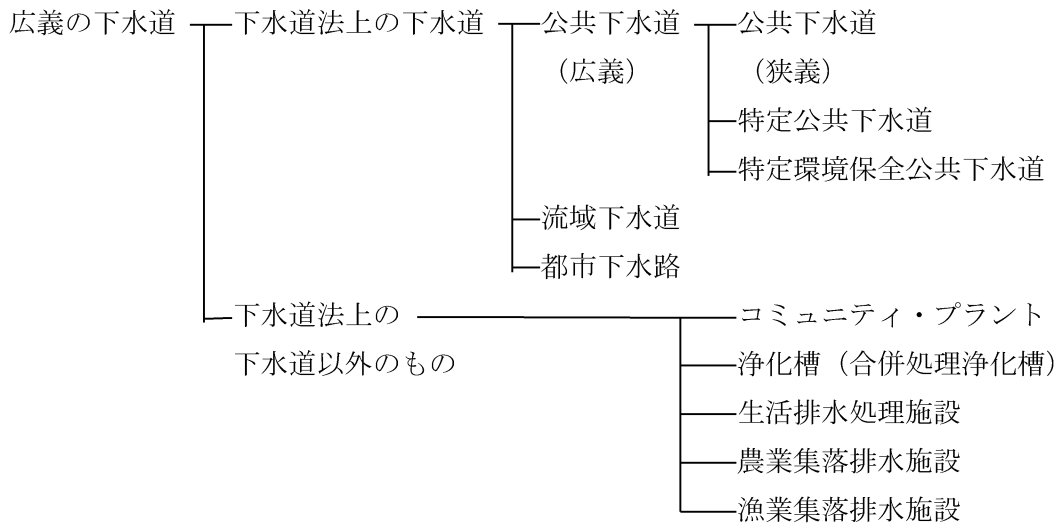 広義の下水道 下水道法上の下水道 公共下水道 公共下水道
（広義） （狭義）
特定公共下水道
特定環境保全公共下水道
流域下水道
都市下水路
下水道法上の コミュニティ・プラント
下水道以外のもの 浄化槽（合併処理浄化槽）
生活排水処理施設
農業集落排水施設
漁業集落排水施設